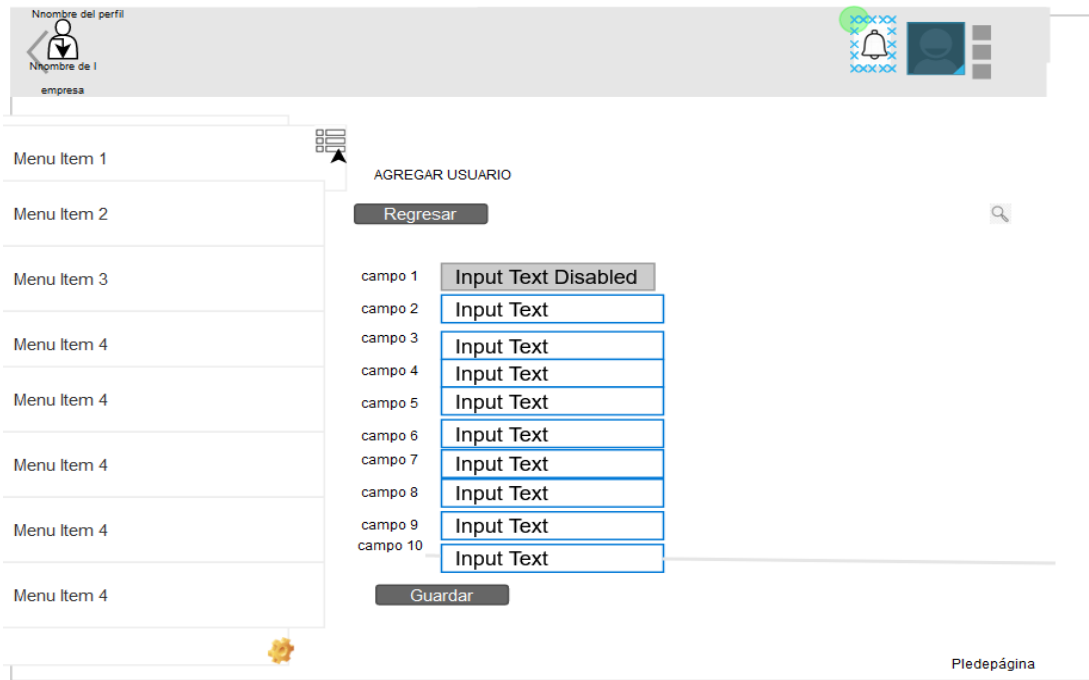 Nnombre del perfil
Nnombre de l
empresa
Menu Item 1
Menu Item 2
Menu Item 3
Menu Item 4
Menu Item 4
Menu Item 4
Menu Item 4
Menu Item 4
AGREGAR USUARIO
Regresar
campo 1 Input Text Disabled
campo 2 Input Text
campo 3 Input Text
campo 4 Input Text
campo 5 Input Text
campo 6 Input Text
campo 7 Input Text
campo 8 Input Text
campo 9 Input Text
campo 10 Input Text
Guardar
Pledepágina